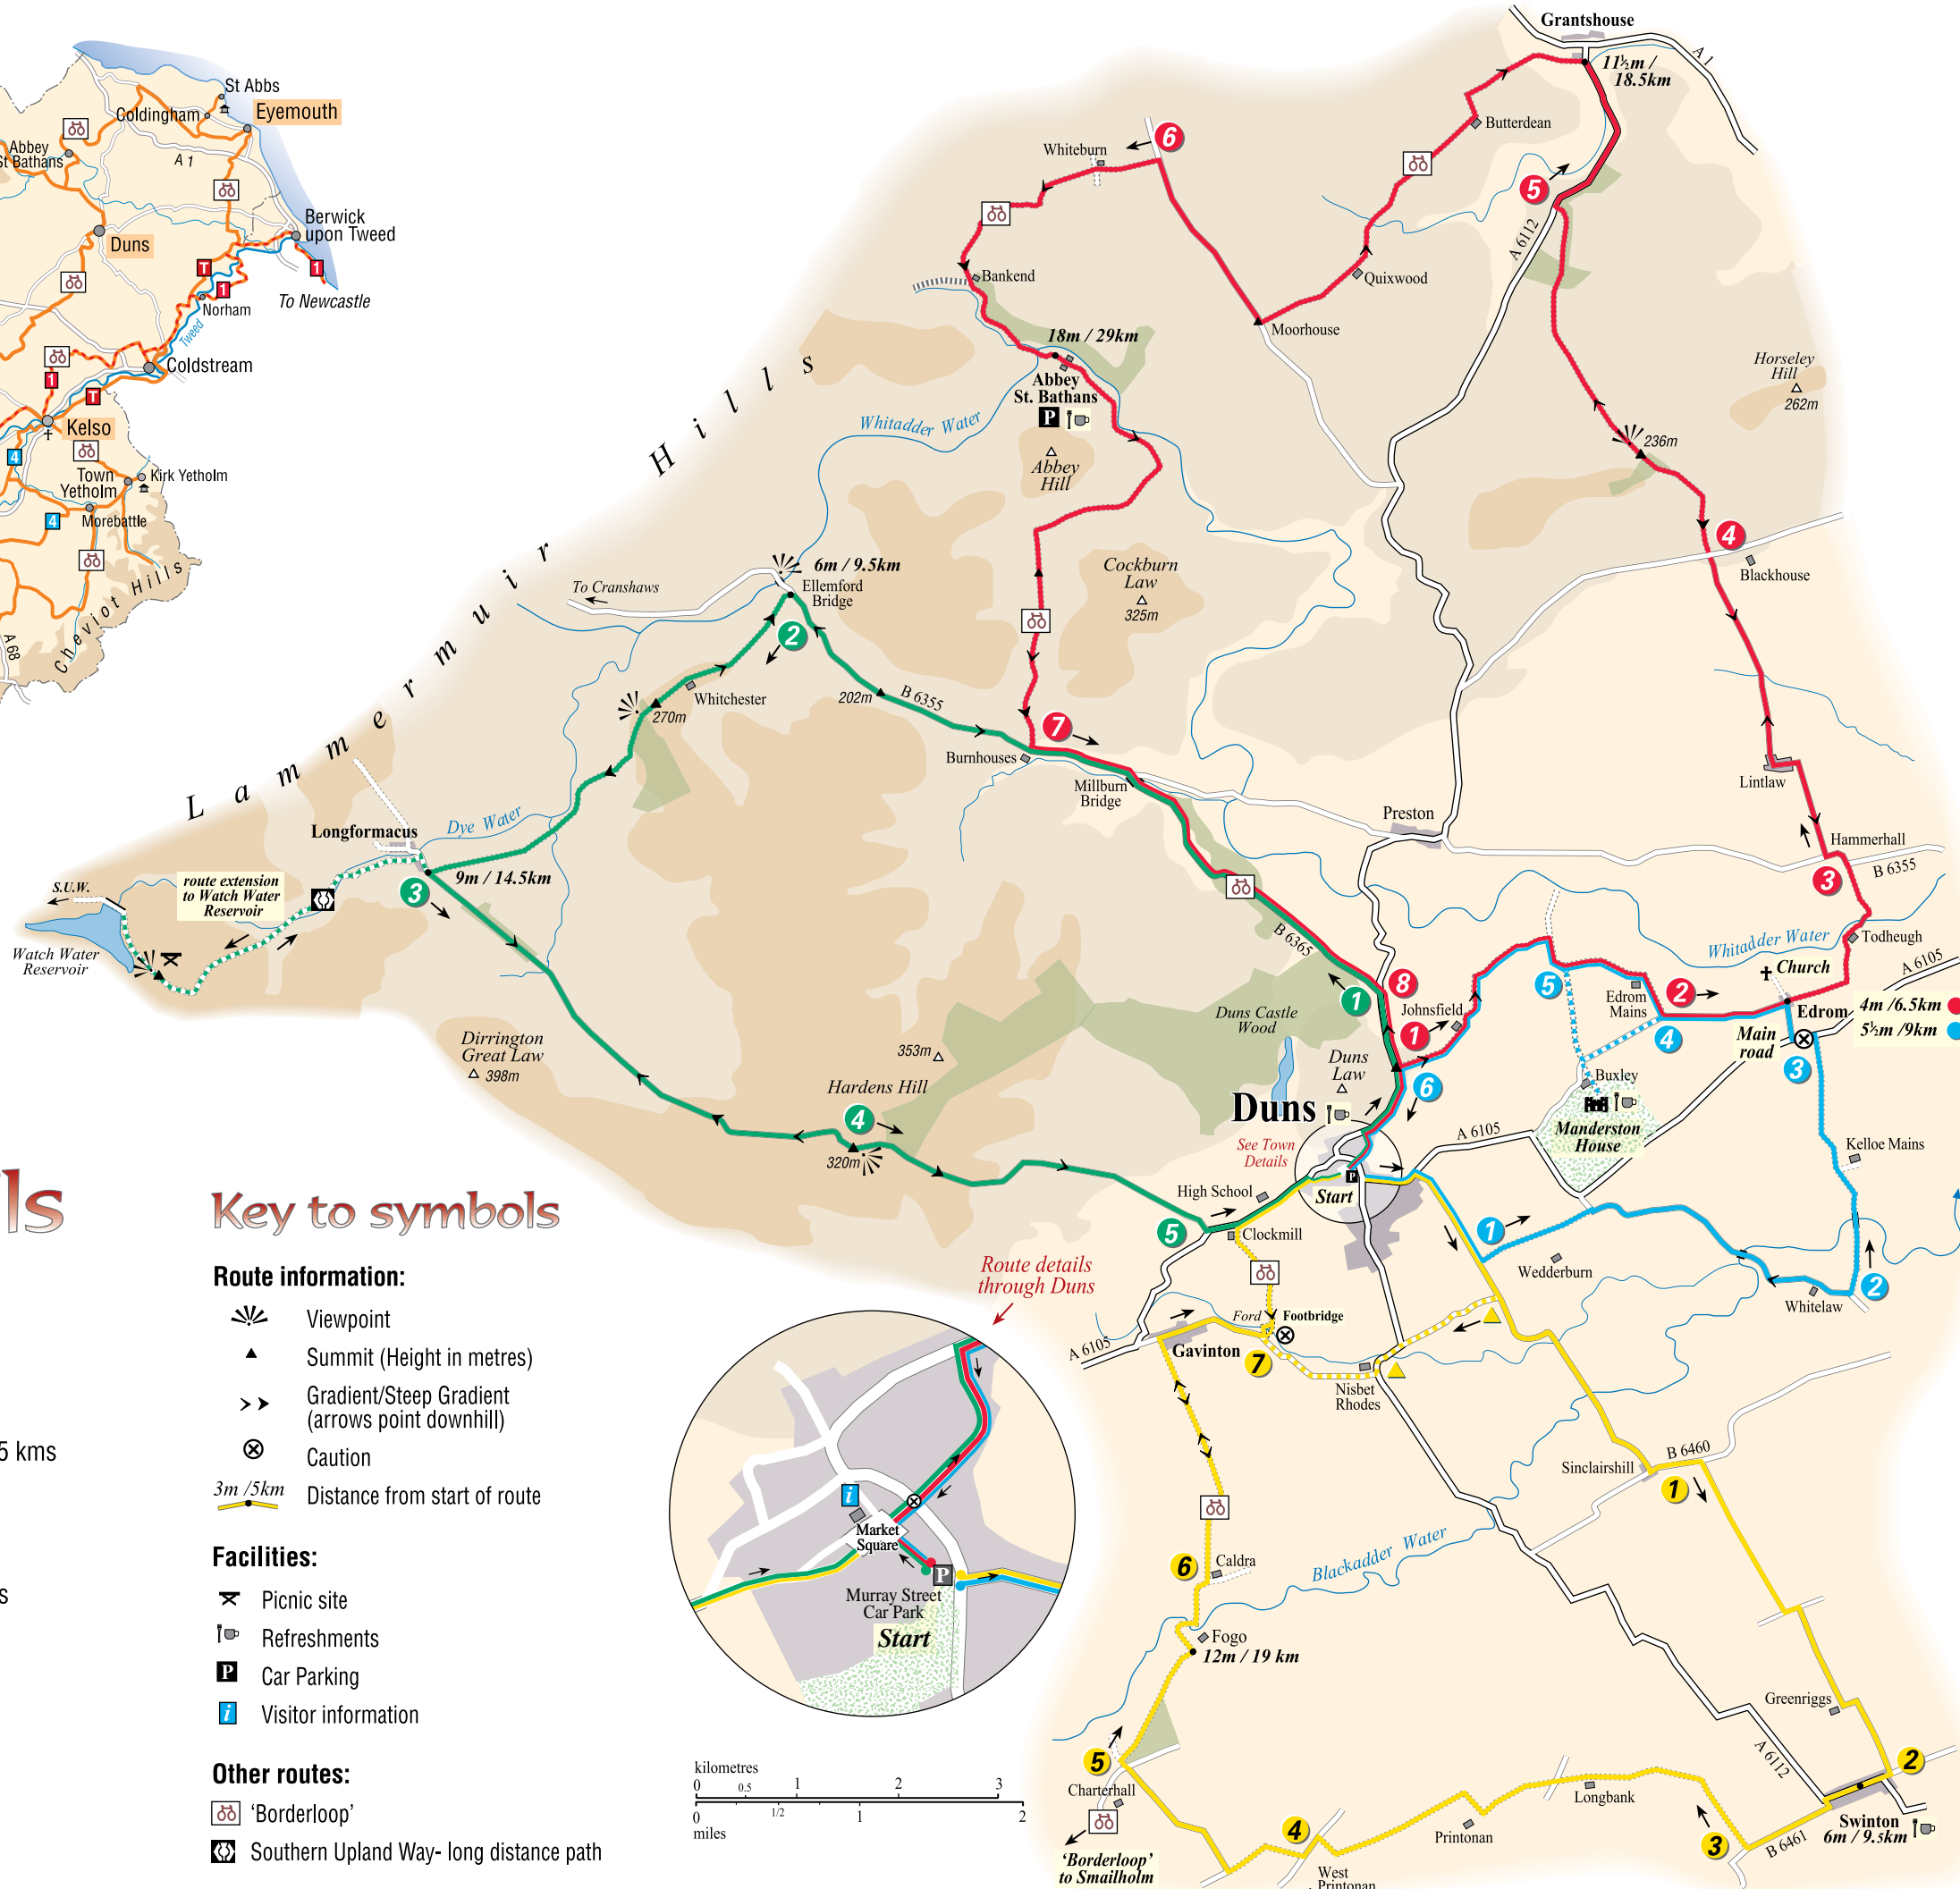 St Abbs
Coldingham
Eyemouth
Abbey
St Bathans
A 1
Berwick
upon Tweed
Duns
T
1
1
To Newcastle
Norham
Tweed
Coldstream
1
T
Kelso
4
Town
Yetholm
Kirk Yetholm
4
Morebattle
Cheviot Hills
A 68
Grantshouse
A 1
11½m /
18.5km
6
Whiteburn
Butterdean
5
A 6112
Bankend
Quixwood
Moorhouse
18m / 29km
Abbey
St. Bathans
P
Horseley
Hill
262m
Whitadder Water
Abbey
Hill
236m
Lammermuir Hills
4
Blackhouse
6m / 9.5km
Ellemford
Bridge
To Cranshaws
Cockburn
Law
325m
2
Whitchester
270m
202m
B 6355
7
Burnhouses
Millburn
Bridge
Lintlaw
Preston
Dye Water
Longformacus
Hammerhall
B 6355
3
9m / 14.5km
3
S.U.W.
route extension
to Watch Water
Reservoir
Watch Water
Reservoir
B 6365
Whitadder Water
Todheugh
A 6105
Church
8
1
5
Edrom
Mains
2
Edrom
4m /6.5km
5½m /9km
Johnsfield
1
Duns Castle
Wood
4
Main
road
3
Dirrington
Great Law
398m
353m
Hardens Hill
Duns
Law
6
Buxley
Duns
4
320m
See Town
Details
A 6105
Manderston
House
Kelloe Mains
High School
P
Start
5
Clockmill
1
Wedderburn
2
Whitelaw
Route details
through Duns
Ford
Footbridge
A 6105
Gavinton
7
Nisbet
Rhodes
B 6460
Sinclairshill
1
Market
Square
i
P
Murray Street
Car Park
Start
6
Caldra
Blackadder Water
Fogo
12m / 19 km
Greenriggs
A 6112
5
Charterhall
2
Longbank
Swinton
6m / 9.5km
4
Printonan
3
B 6461
'Borderloop'
to Smailholm
West
Printonan
kilometres
0 0.5 1 2 3
0 1/2 1 2
miles
ls
5 kms
s
Key to symbols
Route information:
Viewpoint
Summit (Height in metres)
Gradient/Steep Gradient
(arrows point downhill)
Caution
3m /5km
Distance from start of route
Facilities:
Picnic site
Refreshments
P Car Parking
i Visitor information
Other routes:
'Borderloop'
Southern Upland Way- long distance path